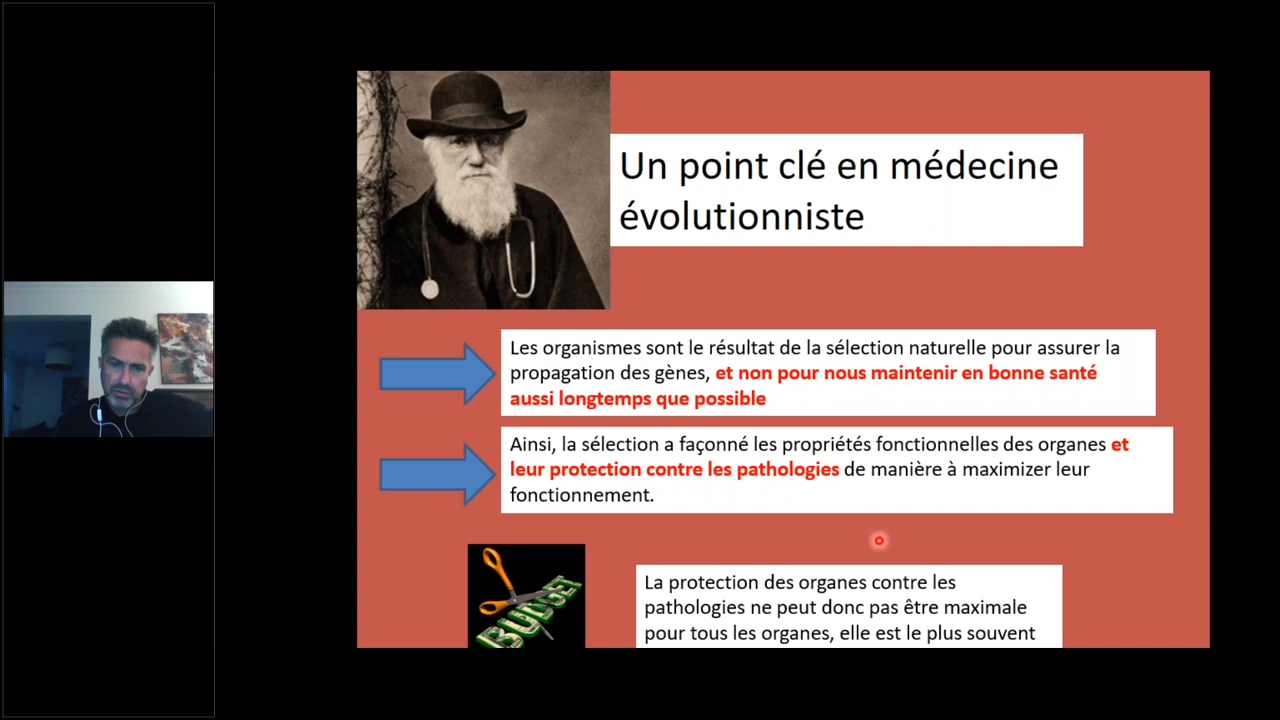 Un point clé en médecine
évolutionniste
Les organismes sont le résultat de la sélection naturelle pour assurer la
propagation des gènes, et non pour nous maintenir en bonne santé
aussi longtemps que possible
Ainsi, la sélection a façonné les propriétés fonctionnelles des organes et
leur protection contre les pathologies de manière à maximizer leur
fonctionnement.
BUDGET
La protection des organes contre les
pathologies ne peut donc pas être maximale
pour tous les organes, elle est le plus souvent